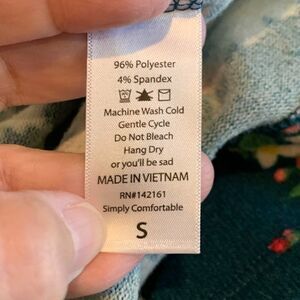 96% Polyester
4% Spandex
Machine Wash Cold
Gentle Cycle
Do Not Bleach
Hang Dry
or you'll be sad
MADE IN VIETNAM
RN#142161
Simply Comfortable
S